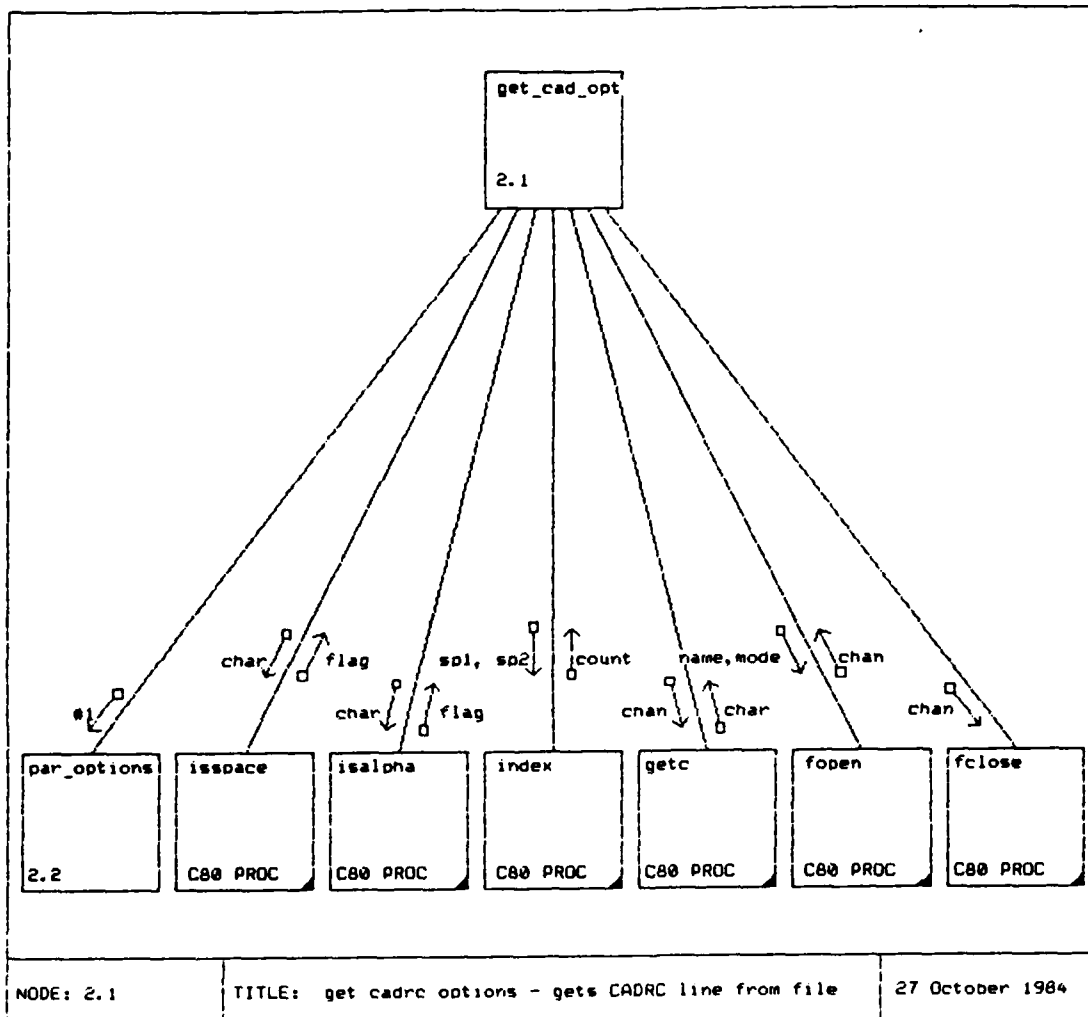 get_cad_opt
2.1
char
flag
sp1, sp2
count
name,mode
chan
#1
char
flag
chan
char
chan
par_options
isspace
isalpha
index
getc
fopen
fclose
2.2
C80 PROC
C80 PROC
C80 PROC
C80 PROC
C80 PROC
C80 PROC
NODE: 2.1
TITLE: get cadrc options - gets CADRC line from file
27 October 1984